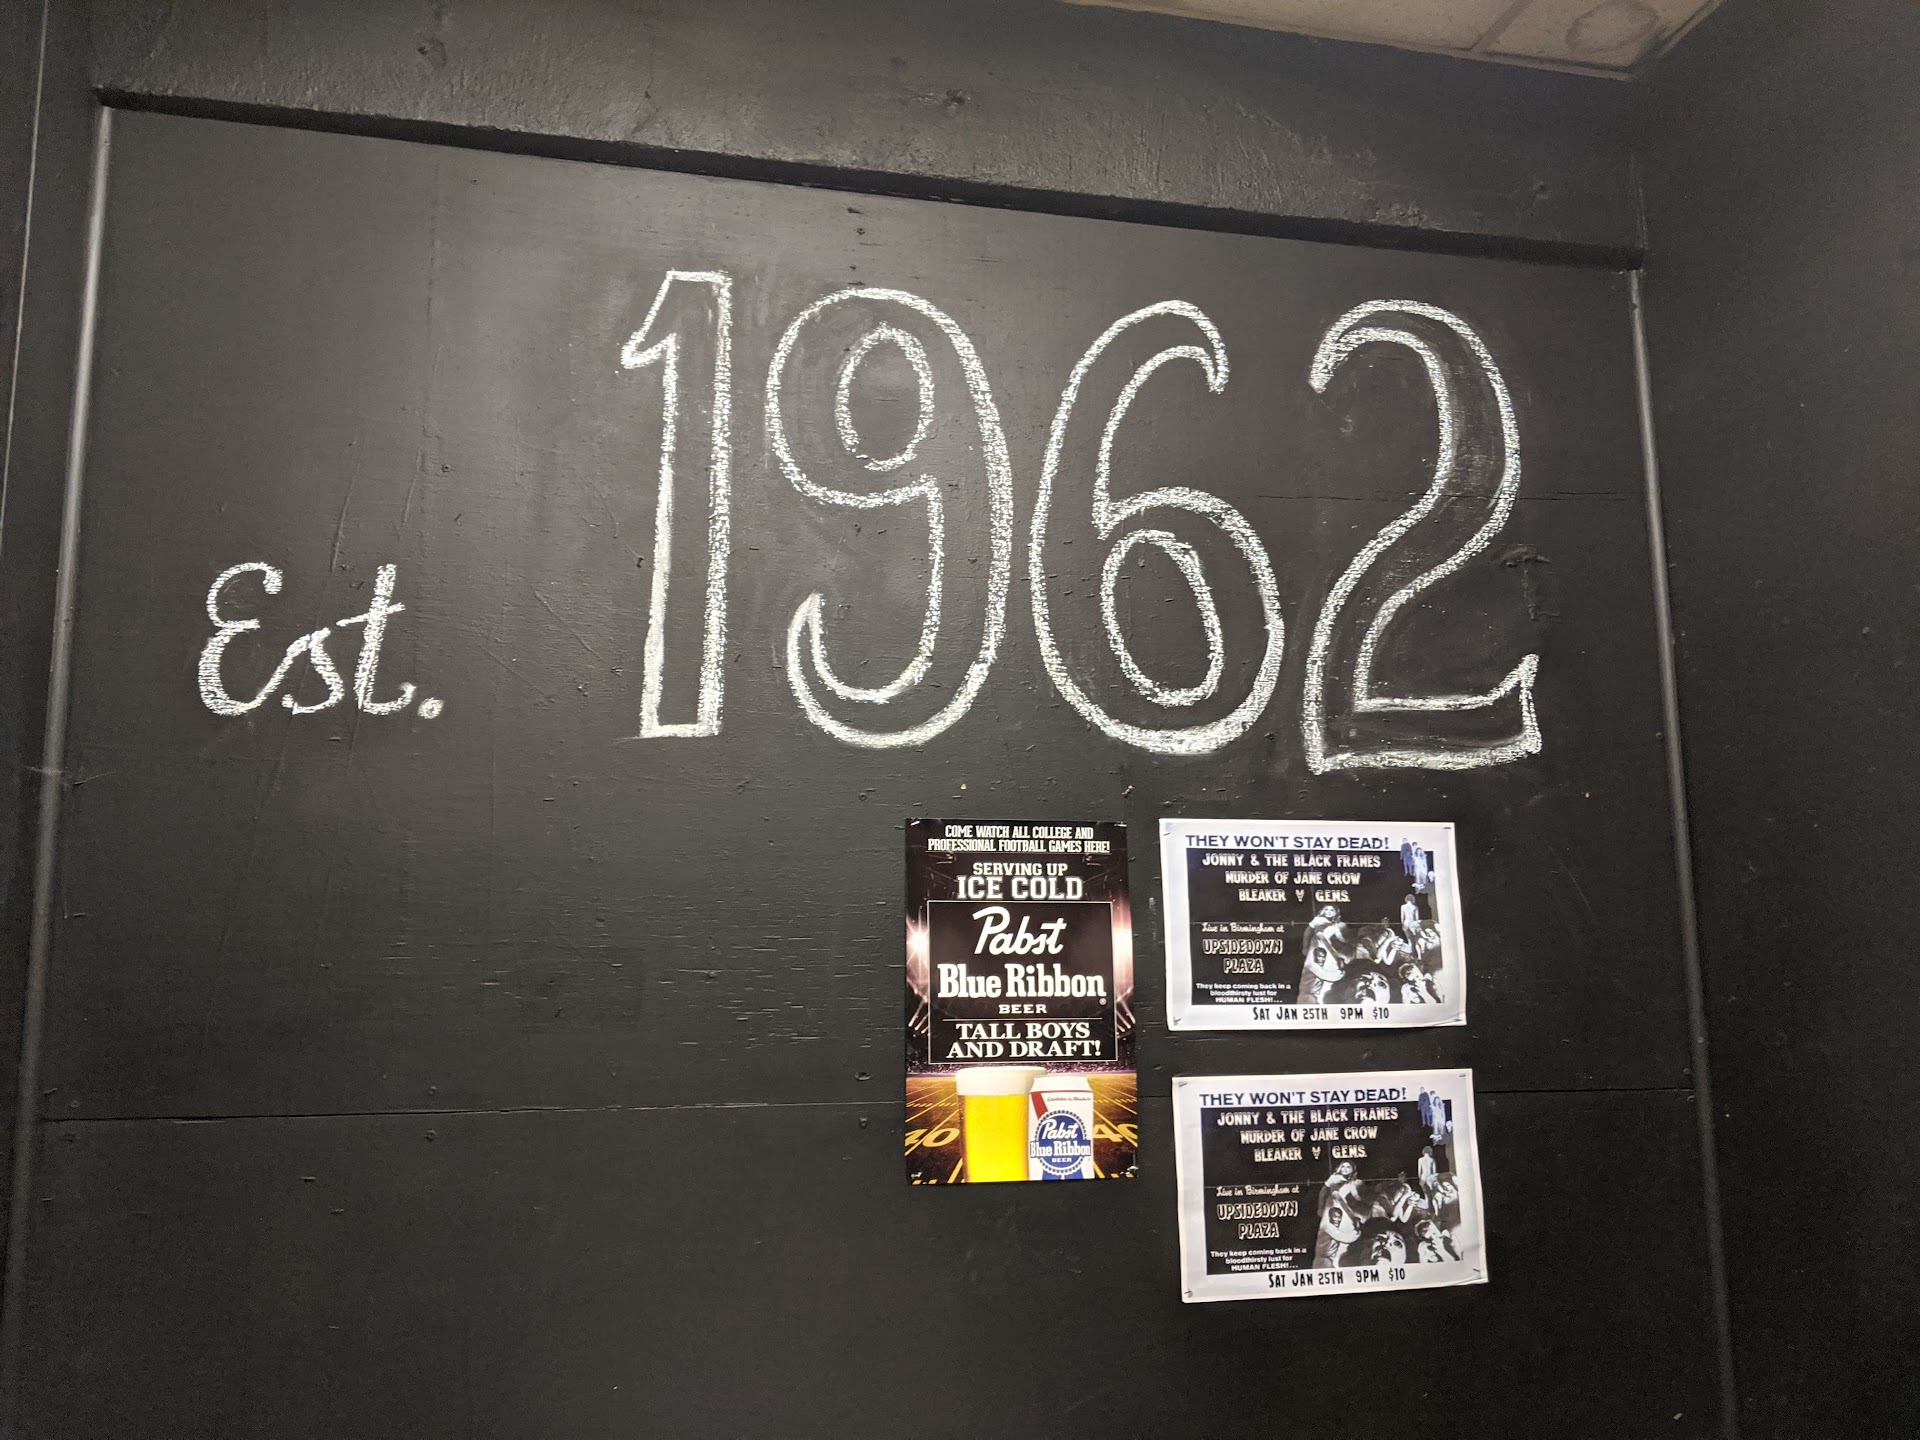 Est. 1962
COME WATCH ALL COLLEGE AND
PROFESSIONAL FOOTBALL GAMES HERE!
SERVING UP
ICE COLD
Pabst
Blue Ribbon
BEER
TALL BOYS
AND DRAFT!
Pabst
Blue Ribbon
BEER
THEY WON'T STAY DEAD!
JONNY & THE BLACK FRAMES
MURDER OF JANE CROW
BLEAKER V GEMS.
Live in Birmingham at
UPSIDEDOWN
PLAZA
They keep coming back in a
bloodthirsty lust for
HUMAN FLESH!...
SAT JAN 25TH 9PM $10
THEY WON'T STAY DEAD!
JONNY & THE BLACK FRAMES
MURDER OF JANE CROW
BLEAKER V GEMS.
Live in Birmingham at
UPSIDEDOWN
PLAZA
They keep coming back in a
bloodthirsty lust for
HUMAN FLESH!...
SAT JAN 25TH 9PM $10